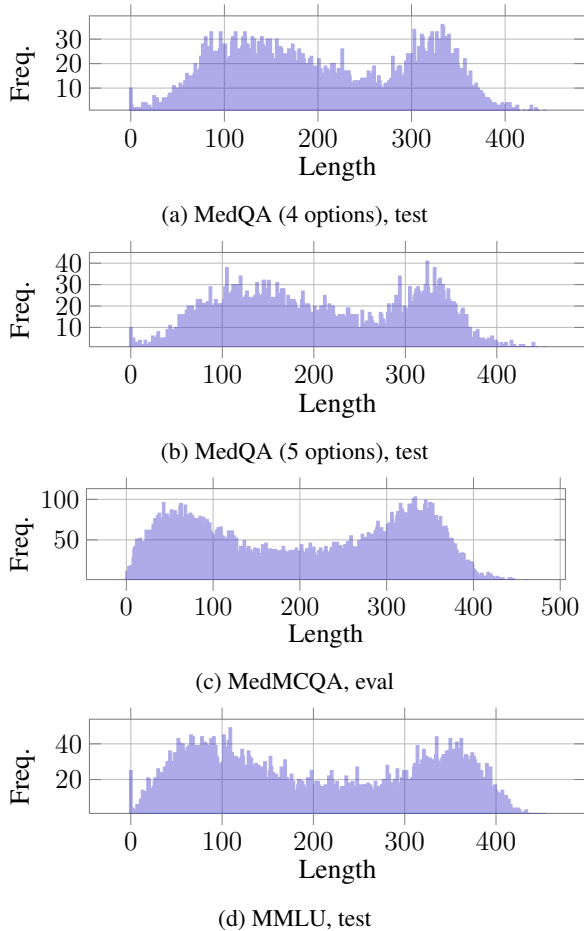 30
20
10
Freq.
0 100 200 300 400
Length
(a) MedQA (4 options), test
40
30
20
10
Freq.
0 100 200 300 400
Length
(b) MedQA (5 options), test
100
50
Freq.
0 100 200 300 400 500
Length
(c) MedMCQA, eval
40
20
Freq.
0 100 200 300 400
Length
(d) MMLU, test